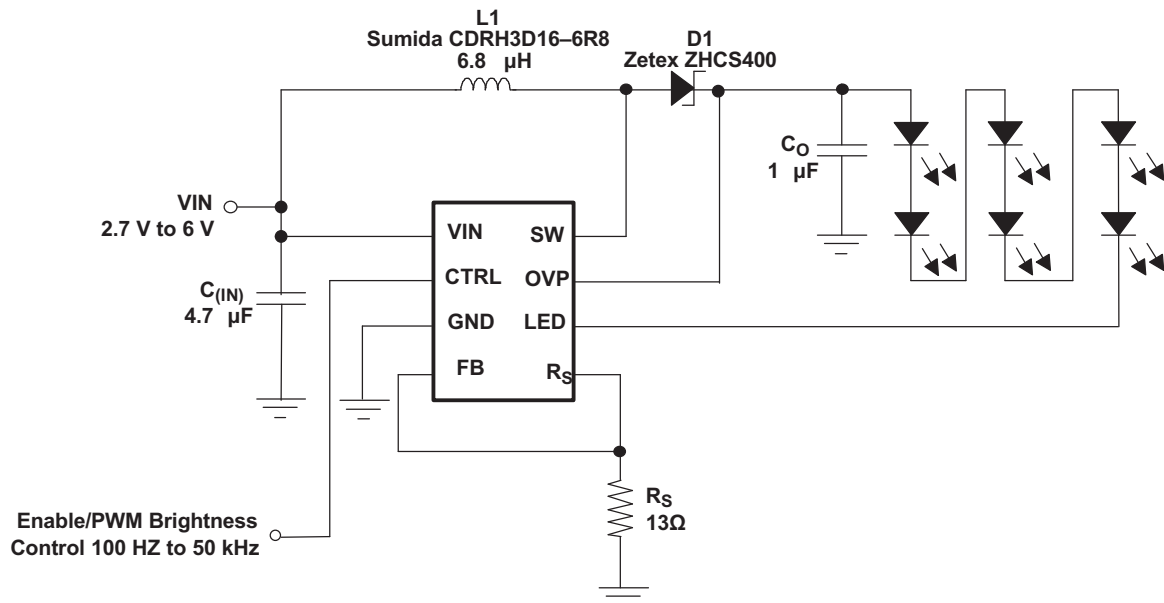 L1
Sumida CDRH3D16–6R8
6.8 µH
D1
Zetex ZHCS400
CO
1 µF
VIN
2.7 V to 6 V
C(IN)
4.7 µF
VIN
SW
CTRL
OVP
GND
LED
FB
RS
RS
13Ω
Enable/PWM Brightness
Control 100 HZ to 50 kHz